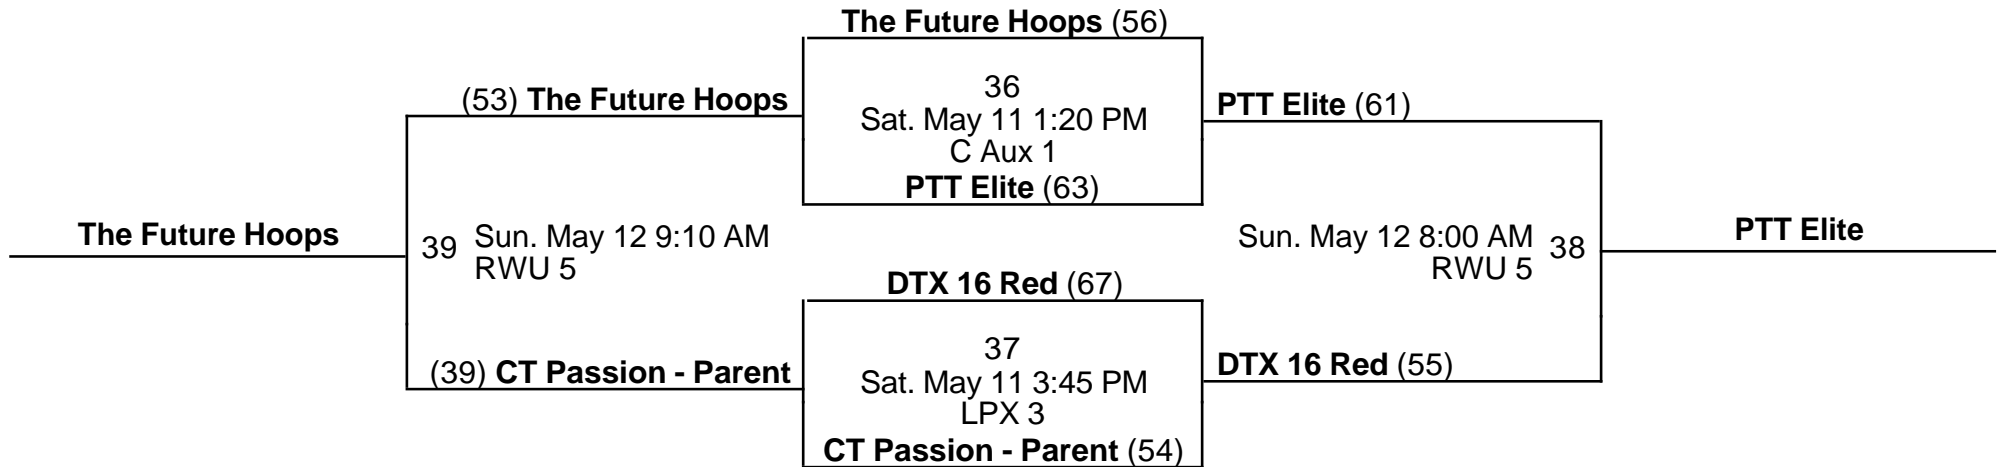 The Future Hoops (56)
36
Sat. May 11 1:20 PM
C Aux 1
PTT Elite (63)
(53) The Future Hoops
PTT Elite (61)
The Future Hoops
39 Sun. May 12 9:10 AM
RWU 5
Sun. May 12 8:00 AM 38
RWU 5
PTT Elite
DTX 16 Red (67)
37
Sat. May 11 3:45 PM
LPX 3
CT Passion - Parent (54)
(39) CT Passion - Parent
DTX 16 Red (55)